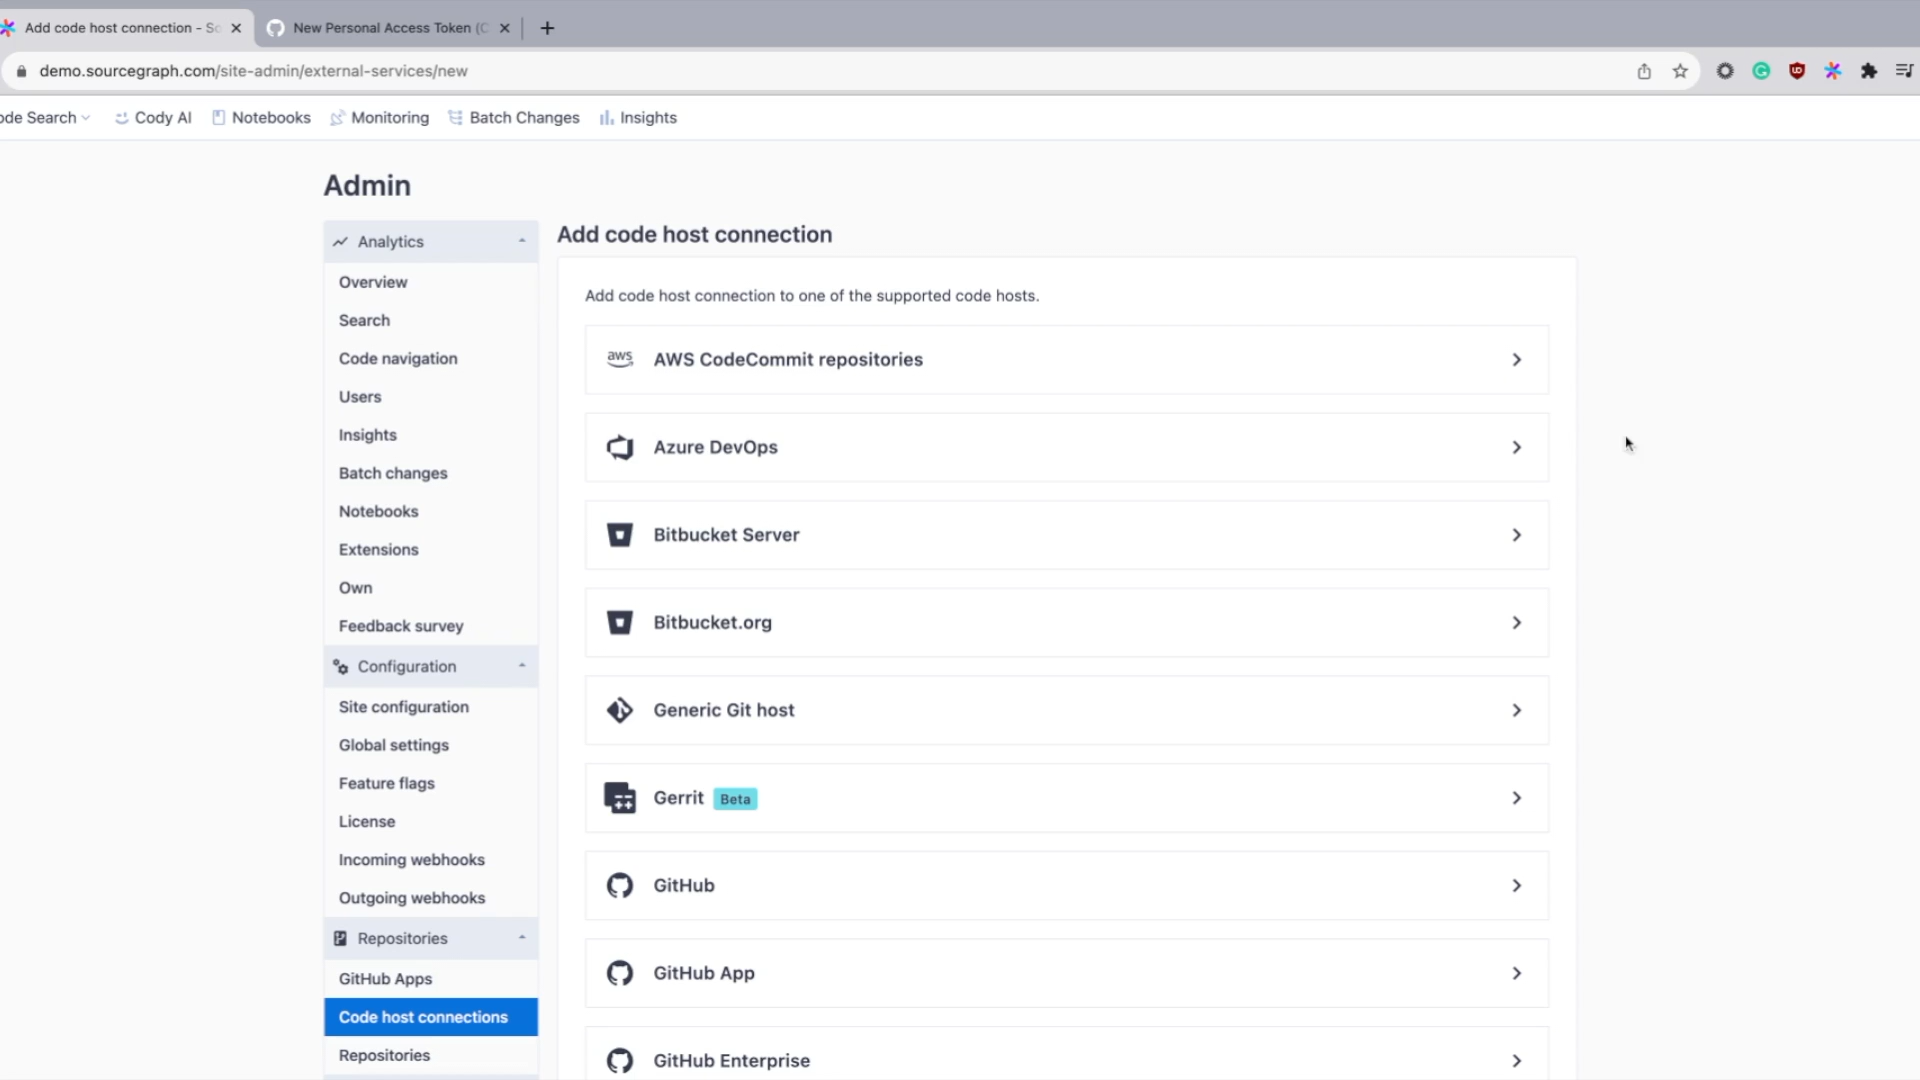 Add code host connection - So
New Personal Access Token (C
demo.sourcegraph.com/site-admin/external-services/new
ode Search
Cody AI
Notebooks
Monitoring
Batch Changes
Insights
Admin
Analytics
Overview
Search
Code navigation
Users
Insights
Batch changes
Notebooks
Extensions
Own
Feedback survey
Configuration
Site configuration
Global settings
Feature flags
License
Incoming webhooks
Outgoing webhooks
Repositories
GitHub Apps
Code host connections
Repositories
Add code host connection
Add code host connection to one of the supported code hosts.
aws AWS CodeCommit repositories
Azure DevOps
Bitbucket Server
Bitbucket.org
Generic Git host
Gerrit Beta
GitHub
GitHub App
GitHub Enterprise